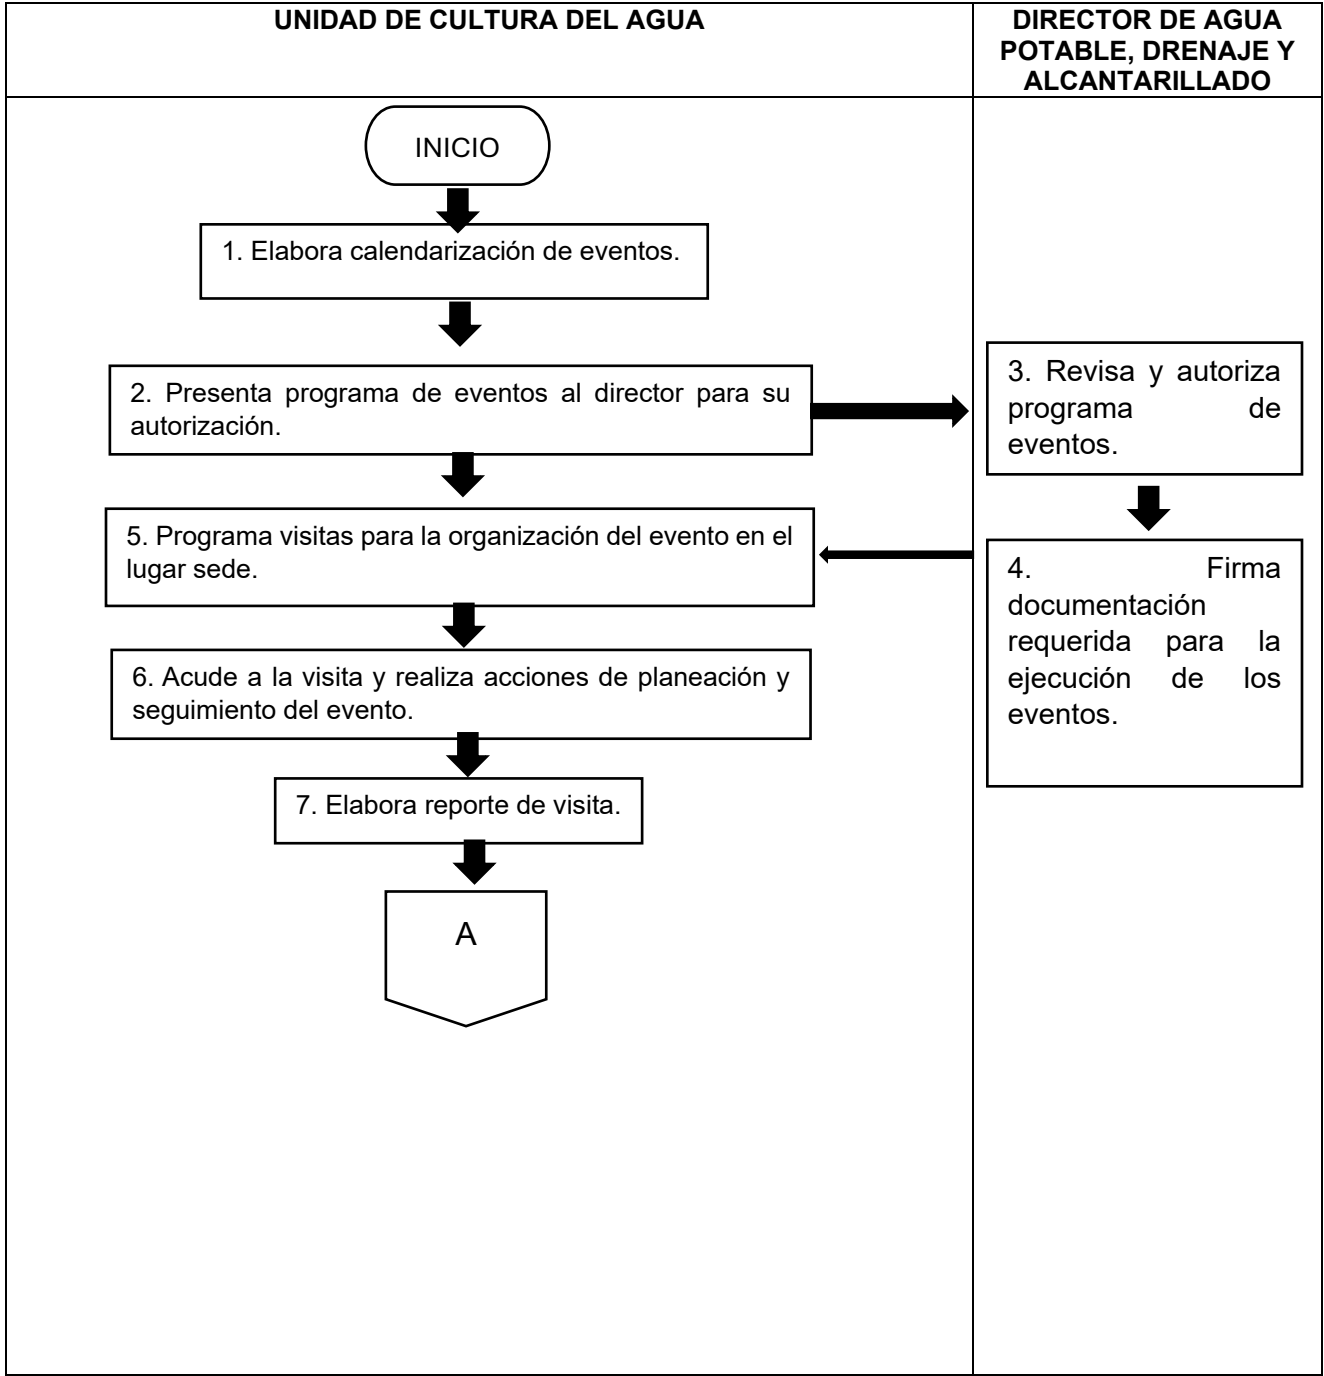 UNIDAD DE CULTURA DEL AGUA
DIRECTOR DE AGUA
POTABLE, DRENAJE Y
ALCANTARILLADO
INICIO
1. Elabora calendarización de eventos.
2. Presenta programa de eventos al director para su
autorización.
3. Revisa y autoriza
programa de
eventos.
4. Firma
documentación
requerida para la
ejecución de los
eventos.
5. Programa visitas para la organización del evento en el
lugar sede.
6. Acude a la visita y realiza acciones de planeación y
seguimiento del evento.
7. Elabora reporte de visita.
A